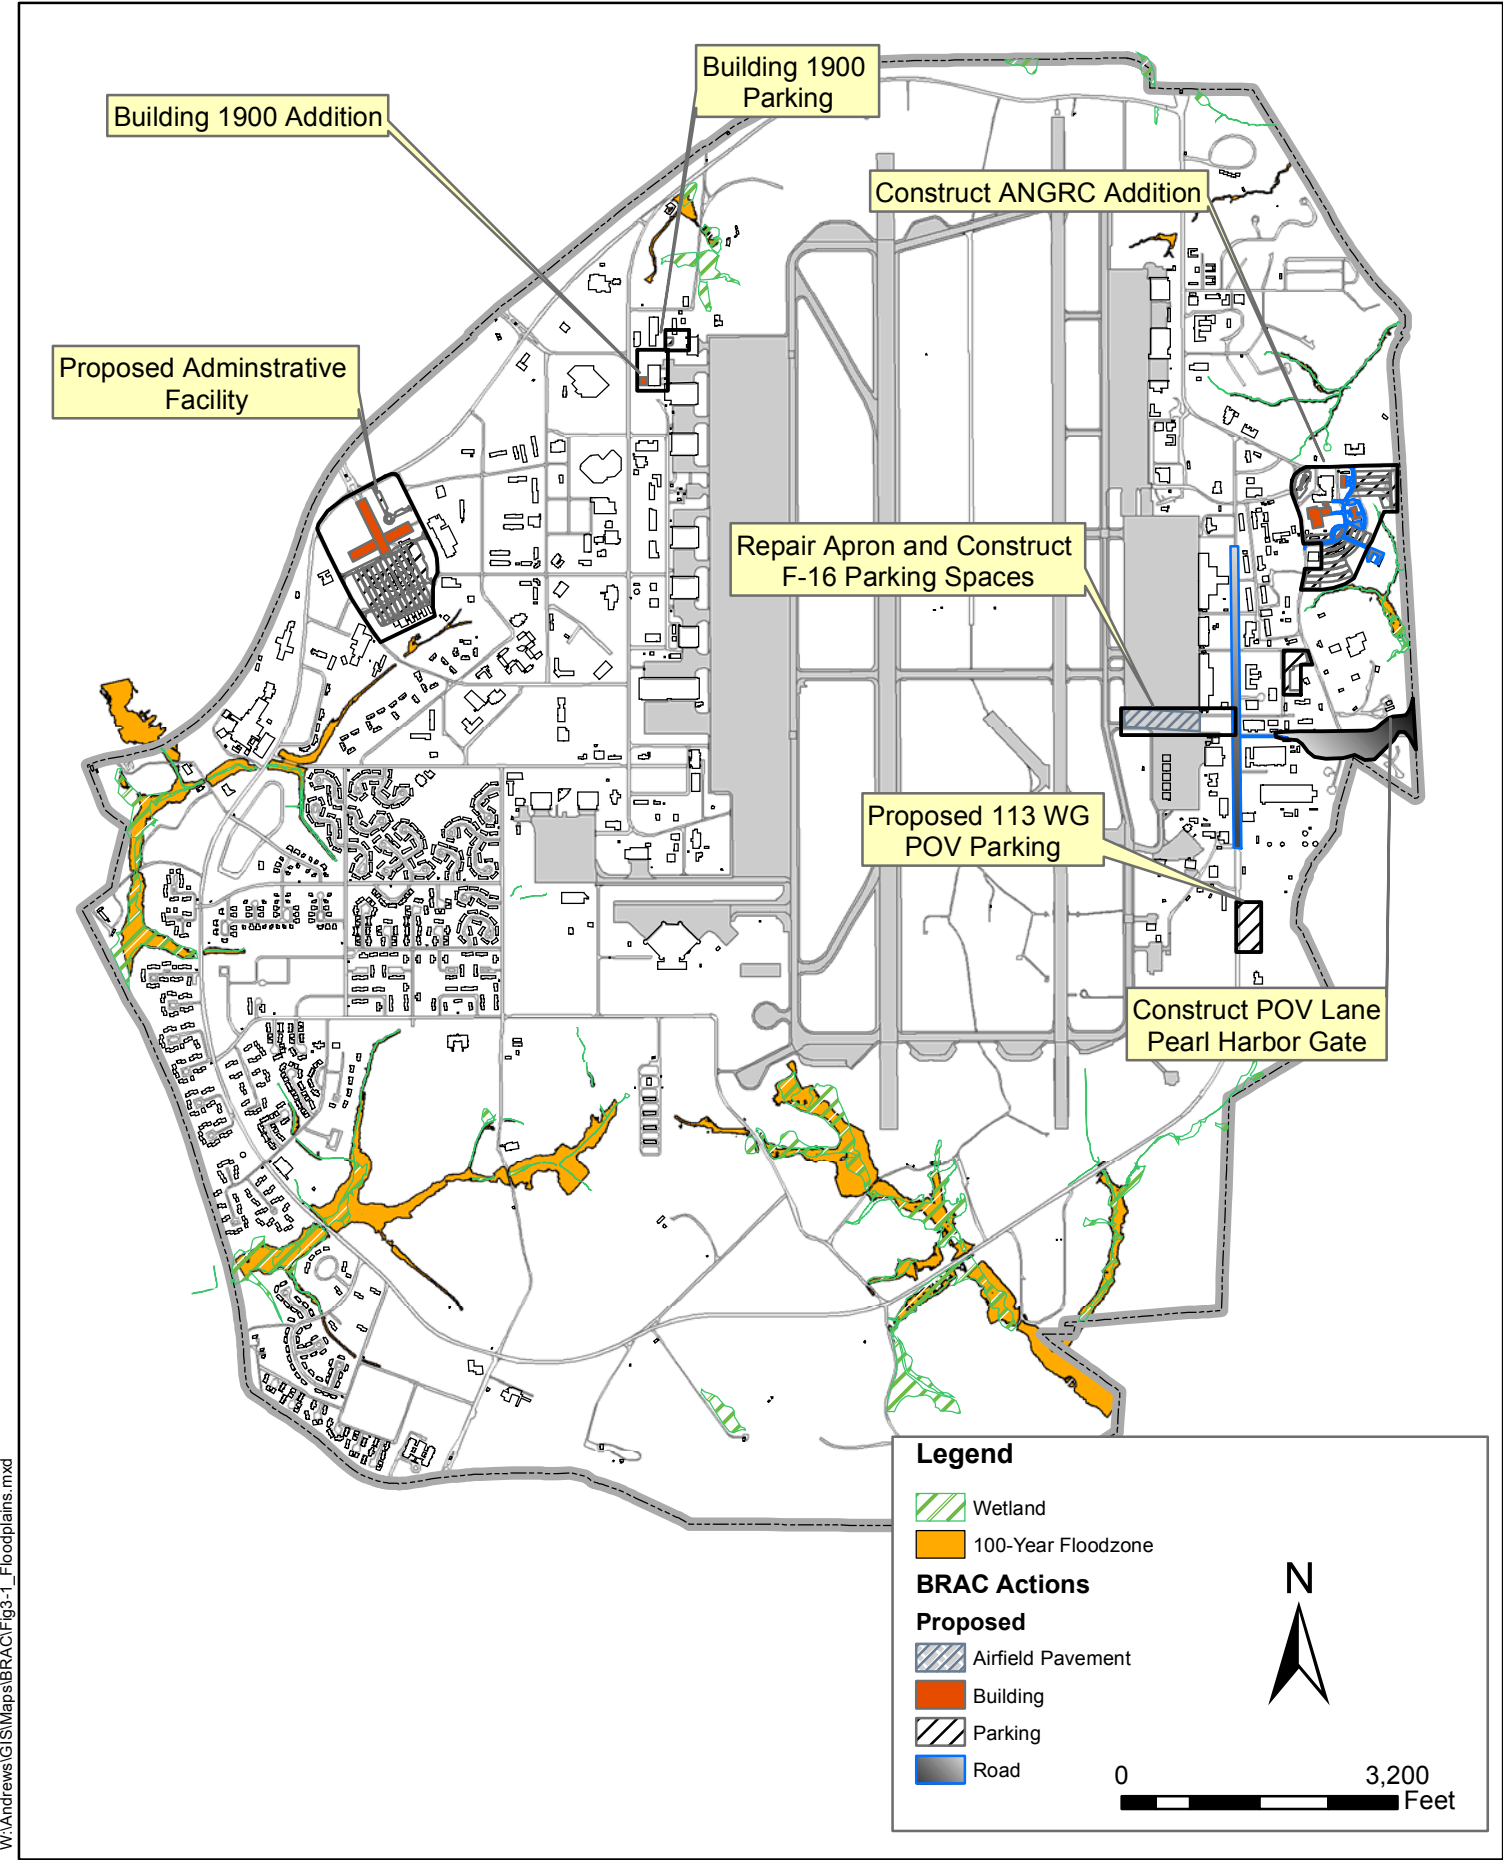 Building 1900
Parking
Building 1900 Addition
Construct ANGRC Addition
Proposed Adminstrative
Facility
Repair Apron and Construct
F-16 Parking Spaces
Proposed 113 WG
POV Parking
Construct POV Lane
Pearl Harbor Gate
Legend
Wetland
100-Year Floodzone
BRAC Actions
Proposed
Airfield Pavement
Building
Parking
Road
N
0 3,200
Feet
W:\Andrews\GIS\Maps\BRAC\Fig3-1_Floodplains.mxd